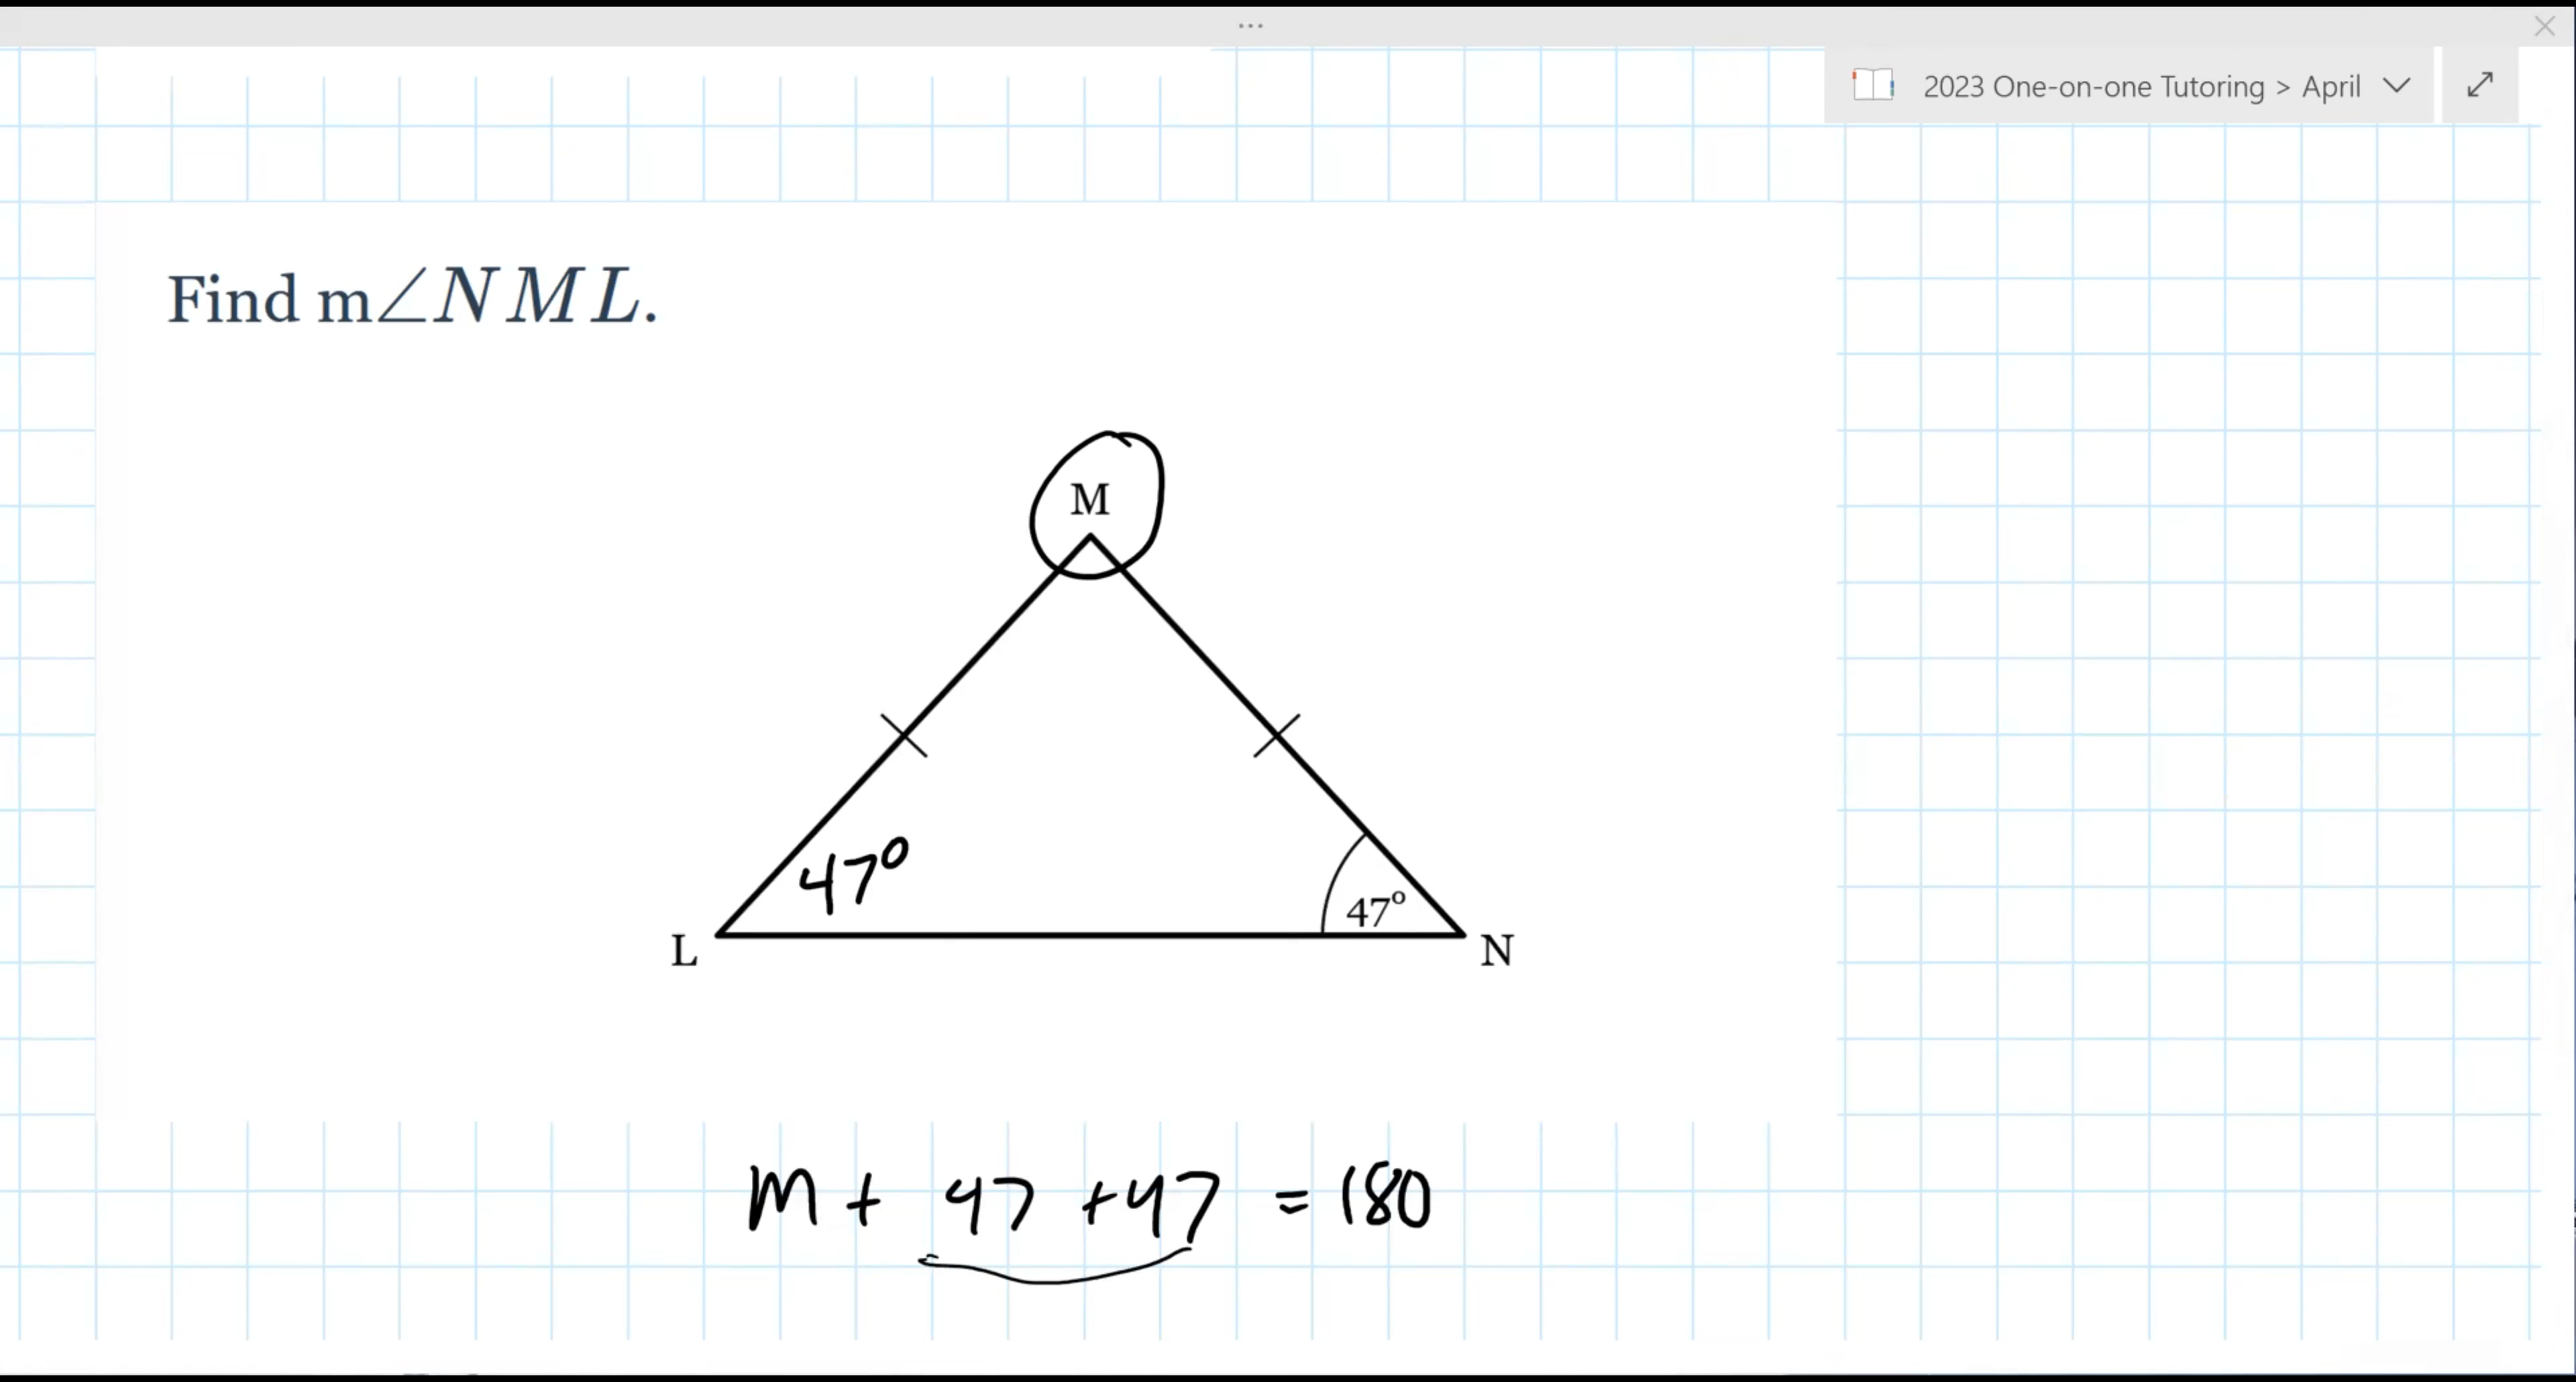 2023 One-on-one Tutoring > April
Find m∠NML.
M
47°
47°
L
N
M + 47 + 47 = 180